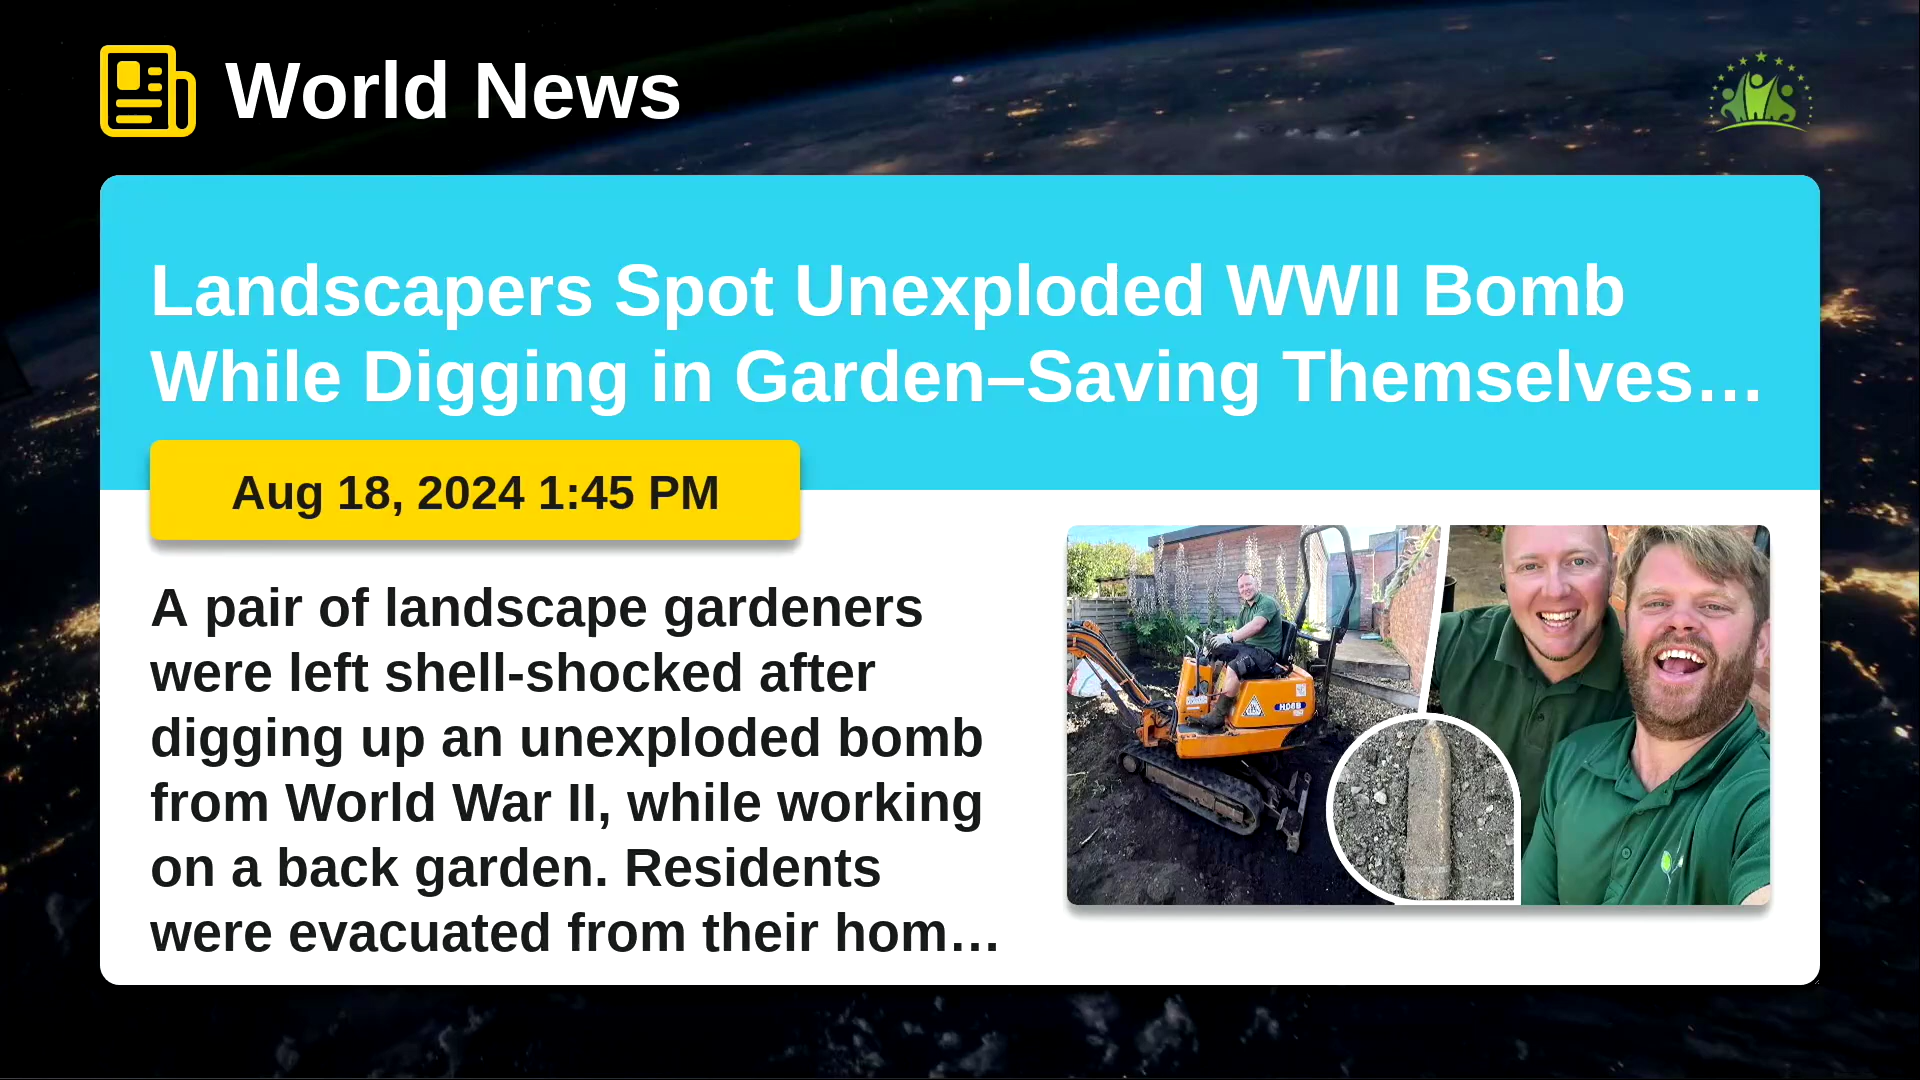 World News
Landscapers Spot Unexploded WWII Bomb
While Digging in Garden–Saving Themselves…
Aug 18, 2024 1:45 PM
A pair of landscape gardeners
were left shell-shocked after
digging up an unexploded bomb
from World War II, while working
on a back garden. Residents
were evacuated from their hom…